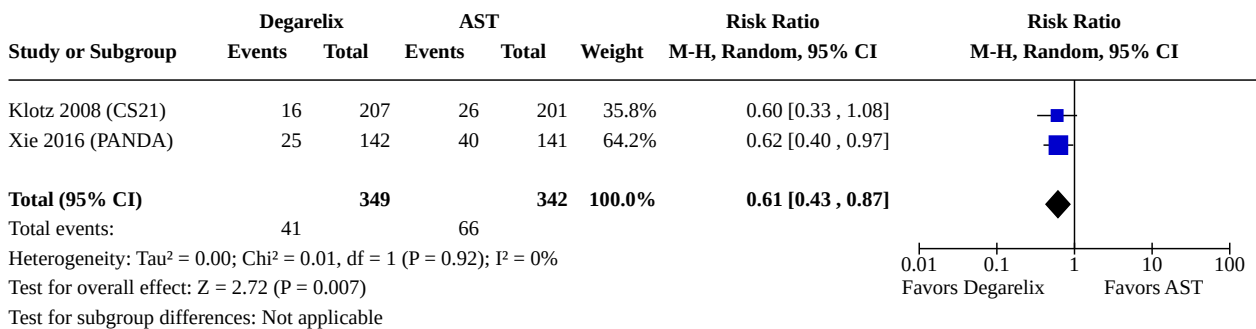 Degarelix AST Risk Ratio Risk Ratio
Study or Subgroup Events Total Events Total Weight M-H, Random, 95% CI M-H, Random, 95% CI
Klotz 2008 (CS21) 16 207 26 201 35.8% 0.60 [0.33 , 1.08]
Xie 2016 (PANDA) 25 142 40 141 64.2% 0.62 [0.40 , 0.97]
Total (95% CI) 349 342 100.0% 0.61 [0.43 , 0.87]
Total events: 41 66
Heterogeneity: Tau² = 0.00; Chi² = 0.01, df = 1 (P = 0.92); I² = 0%
0.01 0.1 1 10 100
Test for overall effect: Z = 2.72 (P = 0.007)
Favors Degarelix Favors AST
Test for subgroup differences: Not applicable